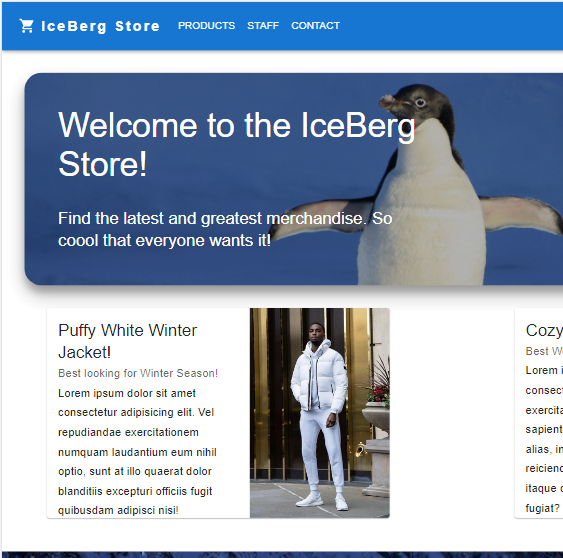 IceBerg Store
PRODUCTS STAFF CONTACT
Welcome to the IceBerg
Store!
Find the latest and greatest merchandise. So
coool that everyone wants it!
Puffy White Winter
Jacket!
Best looking for Winter Season!
Lorem ipsum dolor sit amet
consectetur adipisicing elit. Vel
repudiandae exercitationem
numquam laudantium eum nihil
optio, sunt at illo quaerat dolor
blanditiis excepturi officiis fugit
quibusdam adipisci nisi!
Cozy
Best W
Lorem i
consect
exercita
sapient
alias, in
reicienc
itaque c
fugiat?